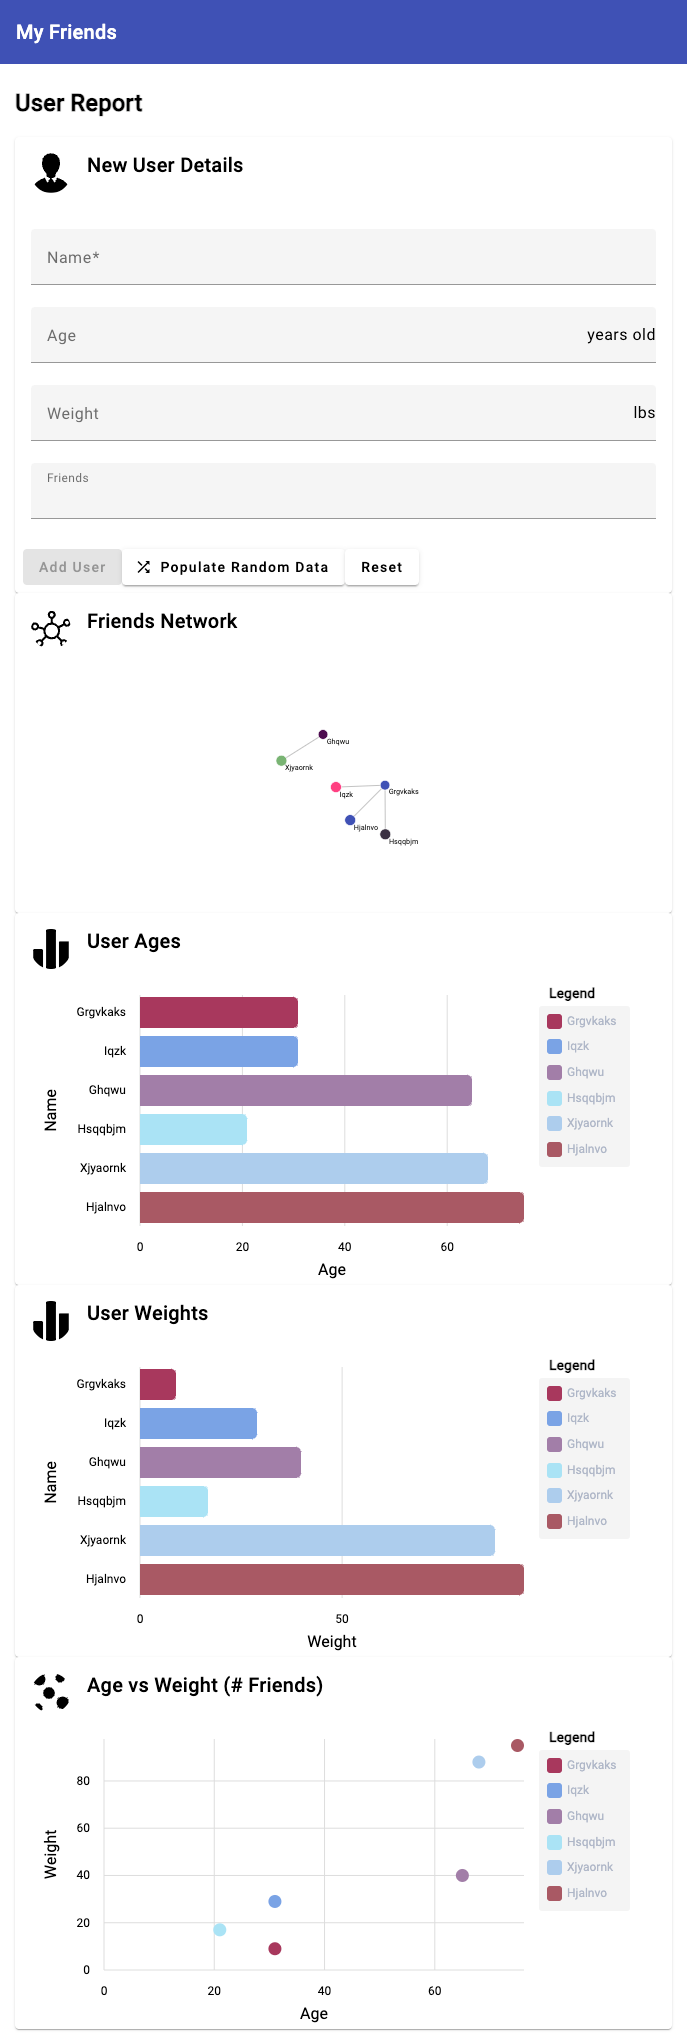 My Friends
User Report
New User Details
Name*
Age
years old
Weight
lbs
Friends
Add User
Populate Random Data
Reset
Friends Network
Ghqwu
Xjyaornk
Iqzk
Grgvkaks
Hjalnvo
Hsqqbjm
User Ages
Name
Grgvkaks
Iqzk
Ghqwu
Hsqqbjm
Xjyaornk
Hjalnvo
0 20 40 60
Age
Legend
Grgvkaks
Iqzk
Ghqwu
Hsqqbjm
Xjyaornk
Hjalnvo
User Weights
Name
Grgvkaks
Iqzk
Ghqwu
Hsqqbjm
Xjyaornk
Hjalnvo
0 50
Weight
Legend
Grgvkaks
Iqzk
Ghqwu
Hsqqbjm
Xjyaornk
Hjalnvo
Age vs Weight (# Friends)
Weight
80
60
40
20
0
0 20 40 60
Age
Legend
Grgvkaks
Iqzk
Ghqwu
Hsqqbjm
Xjyaornk
Hjalnvo